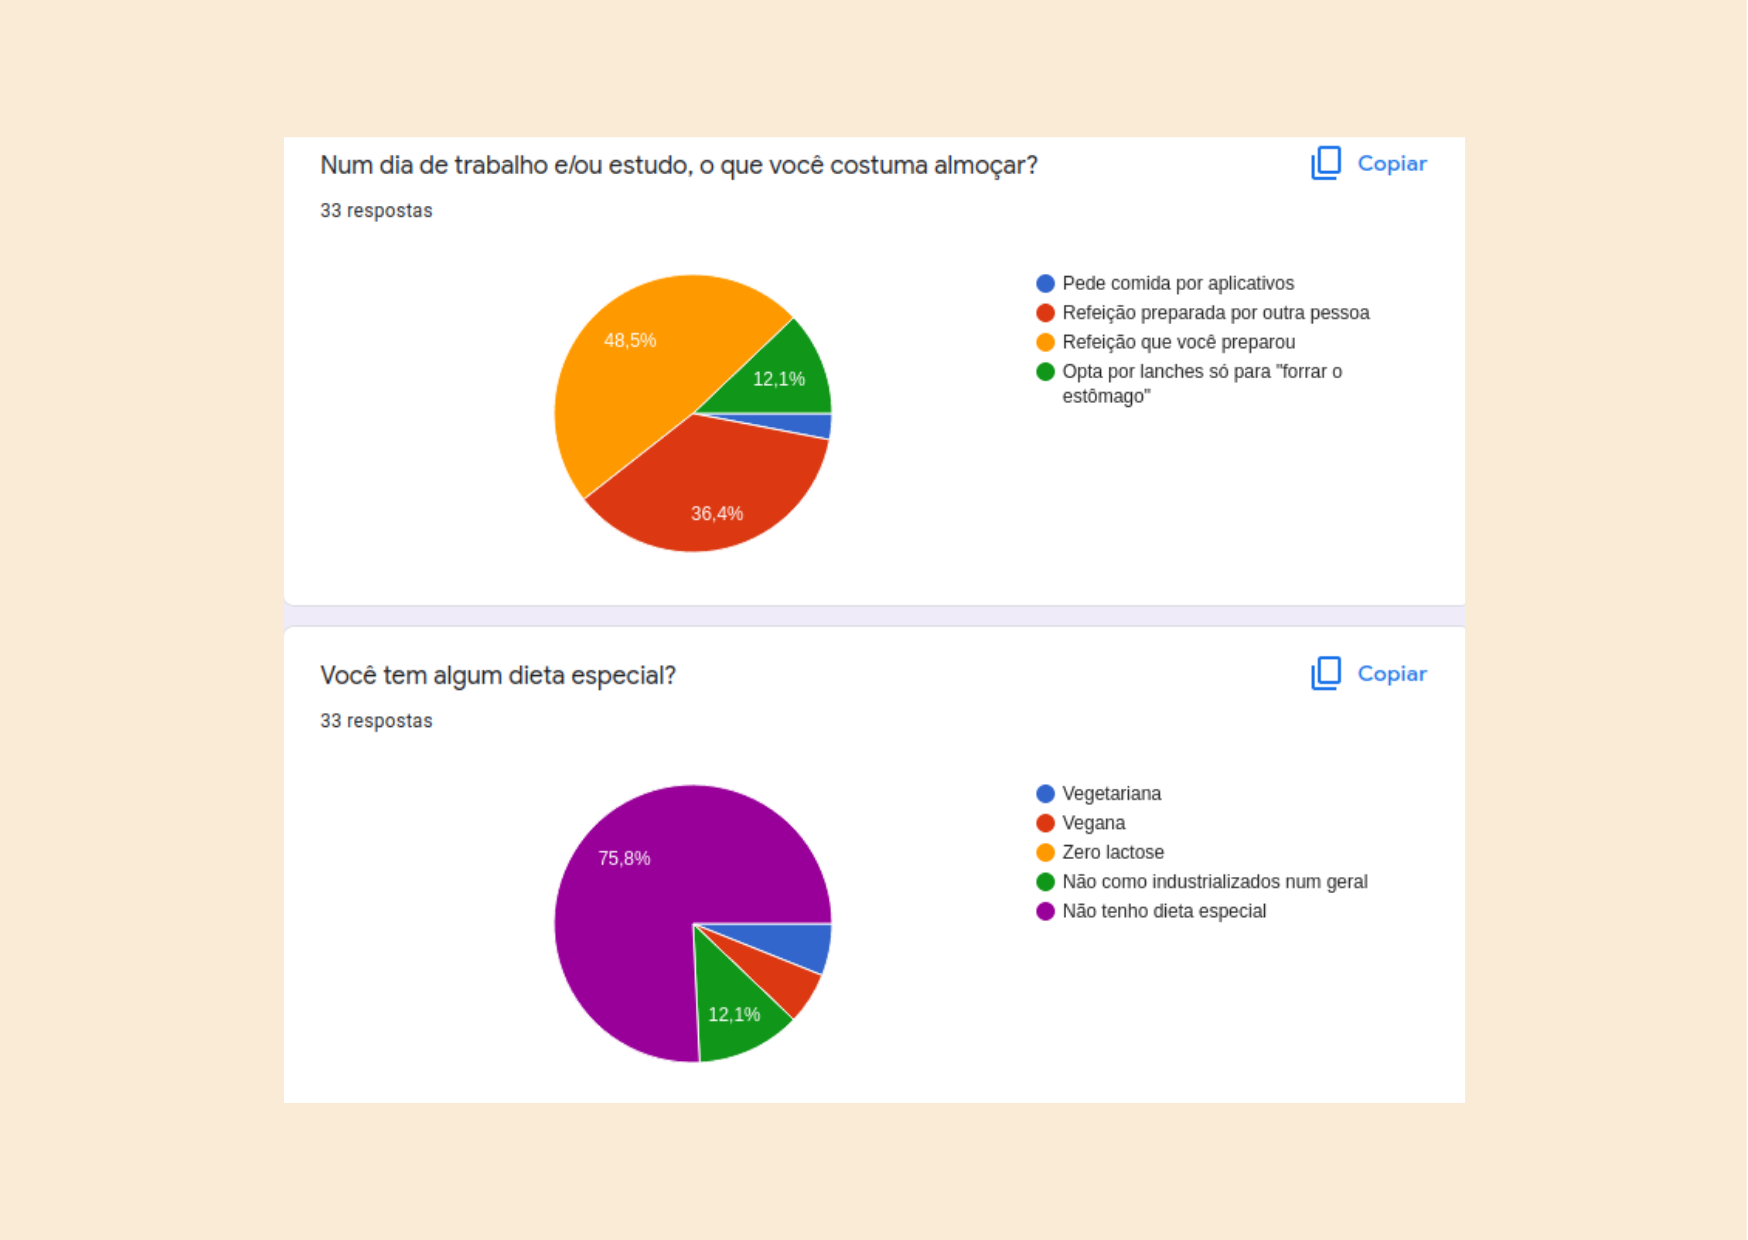 Num dia de trabalho e/ou estudo, o que você costuma almoçar?
Copiar
33 respostas
48,5%
12,1%
36,4%
Pede comida por aplicativos
Refeição preparada por outra pessoa
Refeição que você preparou
Opta por lanches só para "forrar o
estômago"
Você tem algum dieta especial?
Copiar
33 respostas
75,8%
12,1%
Vegetariana
Vegana
Zero lactose
Não como industrializados num geral
Não tenho dieta especial